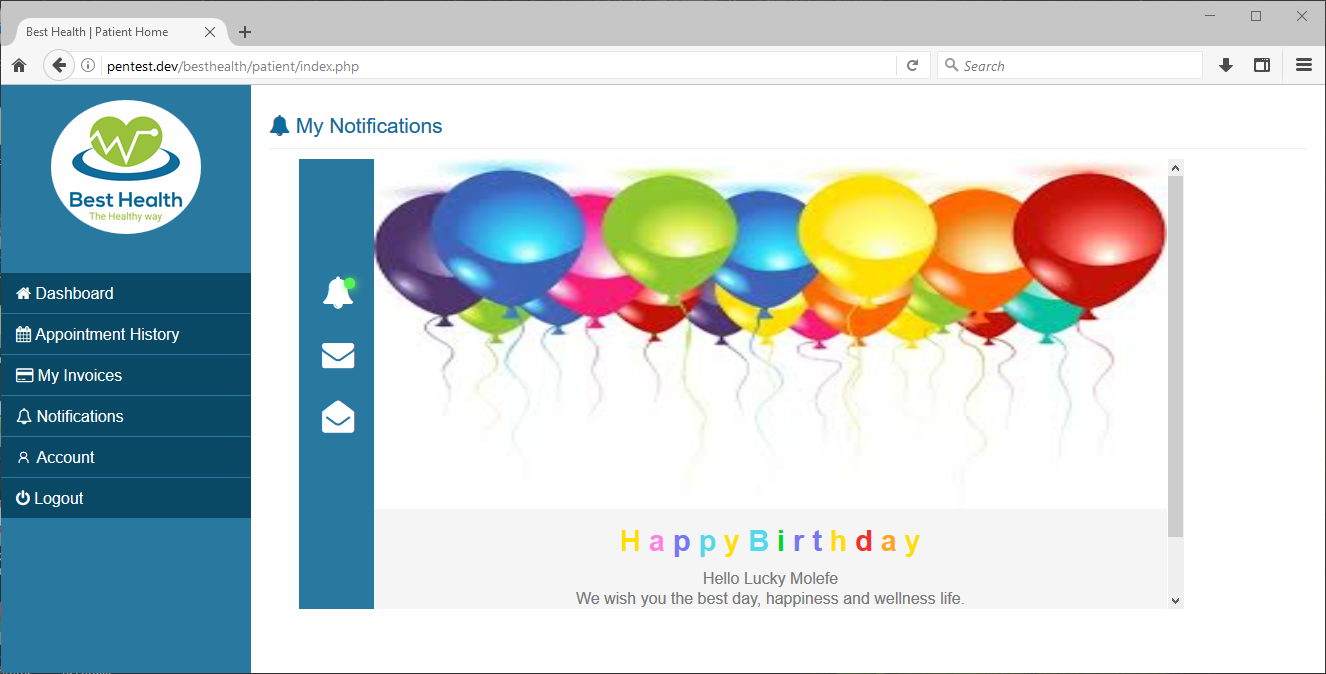 Best Health | Patient Home
pentest.dev/besthealth/patient/index.php
Search
Best Health
The Healthy way
Dashboard
Appointment History
My Invoices
Notifications
Account
Logout
My Notifications
HappyBirthday
Hello Lucky Molefe
We wish you the best day, happiness and wellness life.